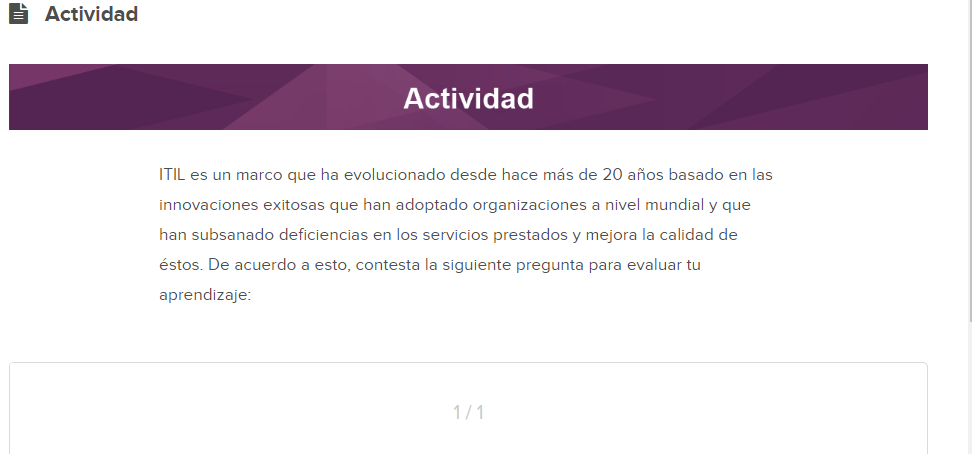 Actividad
Actividad
ITIL es un marco que ha evolucionado desde hace más de 20 años basado en las
innovaciones exitosas que han adoptado organizaciones a nivel mundial y que
han subsanado deficiencias en los servicios prestados y mejora la calidad de
éstos. De acuerdo a esto, contesta la siguiente pregunta para evaluar tu
aprendizaje:
1 / 1